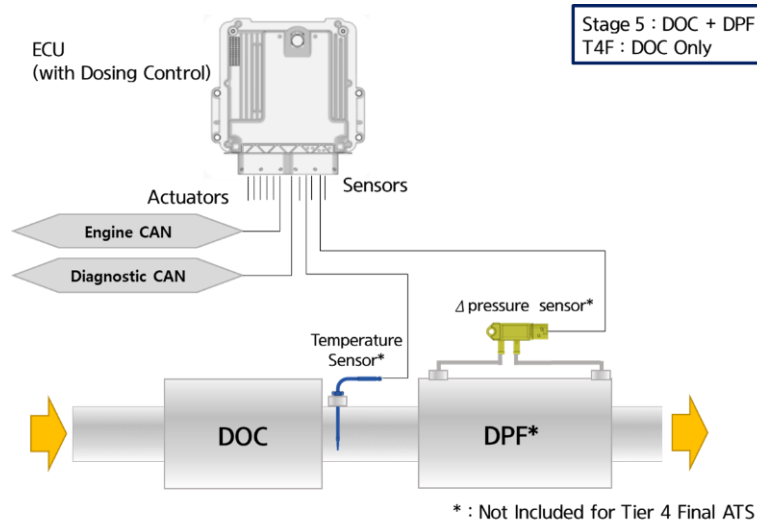 Stage 5 : DOC + DPF
T4F : DOC Only
ECU
(with Dosing Control)
Actuators
Sensors
Engine CAN
Diagnostic CAN
Δ pressure sensor*
Temperature
Sensor*
DOC
DPF*
* : Not Included for Tier 4 Final ATS